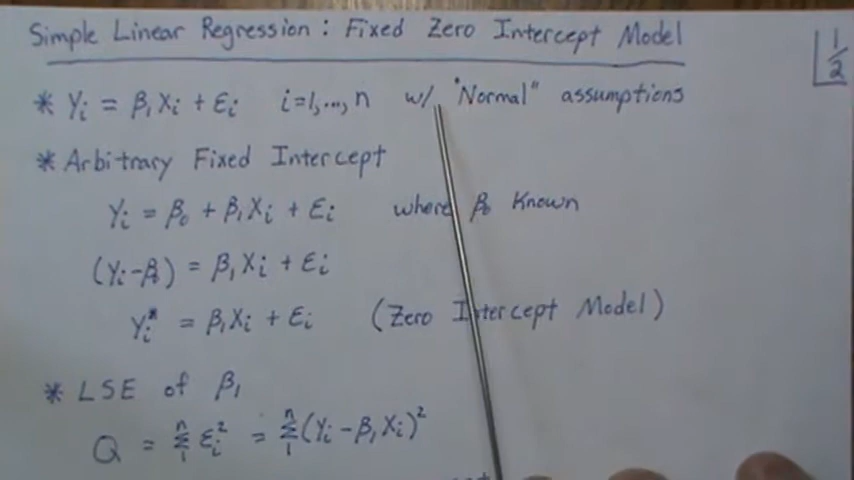 Simple Linear Regression: Fixed Zero Intercept Model
1/2
* Yi = β1Xi + εi i=1,...,n w/ "Normal" assumptions
* Arbitrary Fixed Intercept
Yi = β0 + β1Xi + εi where β0 Known
(Yi-β0) = β1Xi + εi
Yi* = β1Xi + εi (Zero Intercept Model)
* LSE of β1
Q = Σ1n εi2 = Σ1n(Yi - β1Xi)2